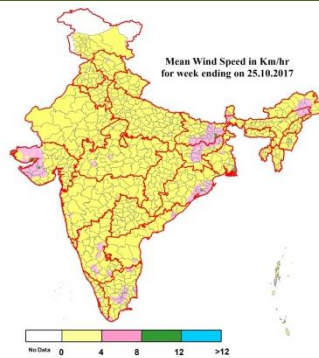 Mean Wind Speed in Km/hr
for week ending on 25.10.2017
No Data 0 4 8 12 >12